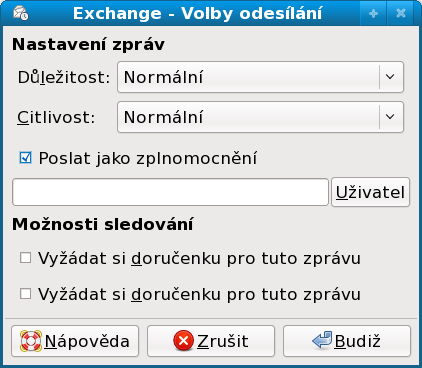 Exchange - Volby odesílání
Nastavení zpráv
Důležitost: Normální
Citlivost: Normální
Poslat jako zplnomocnění
Uživatel
Možnosti sledování
Vyžádat si doručenku pro tuto zprávu
Vyžádat si doručenku pro tuto zprávu
Nápověda Zrušit Budiž